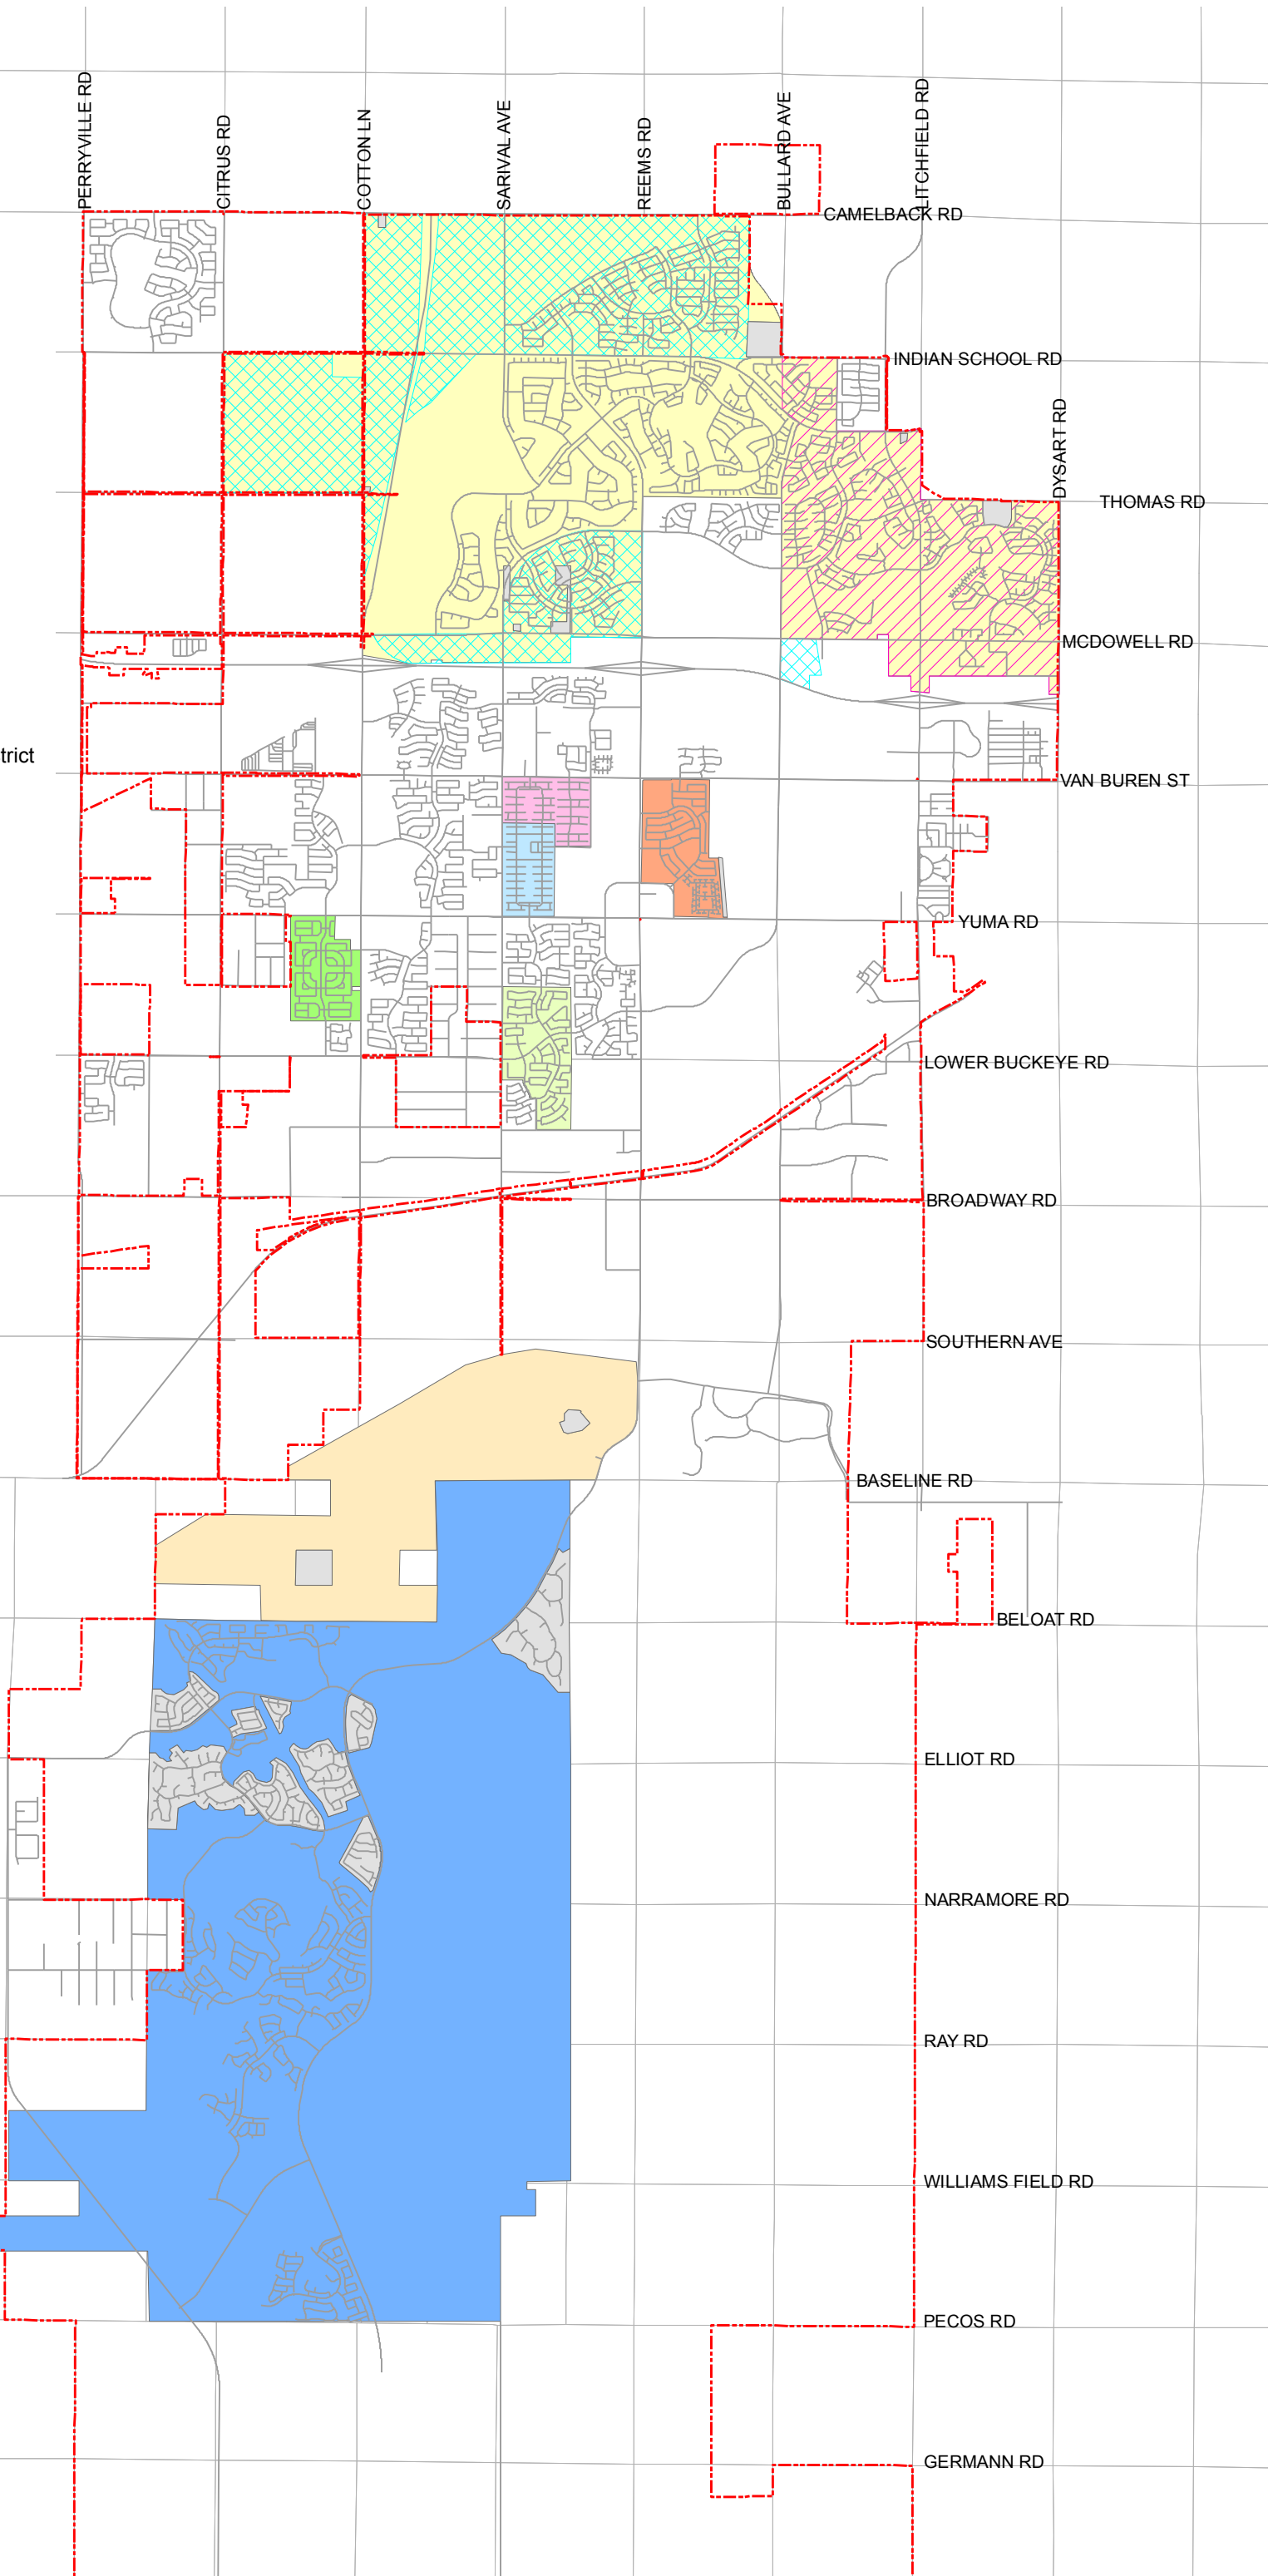 PERRYVILLE RD
CITRUS RD
COTTON LN
SARIVAL AVE
REEMS RD
BULLARD AVE
LITCHFIELD RD
CAMELBACK RD
INDIAN SCHOOL RD
DYSART RD
THOMAS RD
MCDOWELL RD
trict
VAN BUREN ST
YUMA RD
LOWER BUCKEYE RD
BROADWAY RD
SOUTHERN AVE
BASELINE RD
BELOAT RD
ELLIOT RD
NARRAMORE RD
RAY RD
WILLIAMS FIELD RD
PECOS RD
GERMANN RD